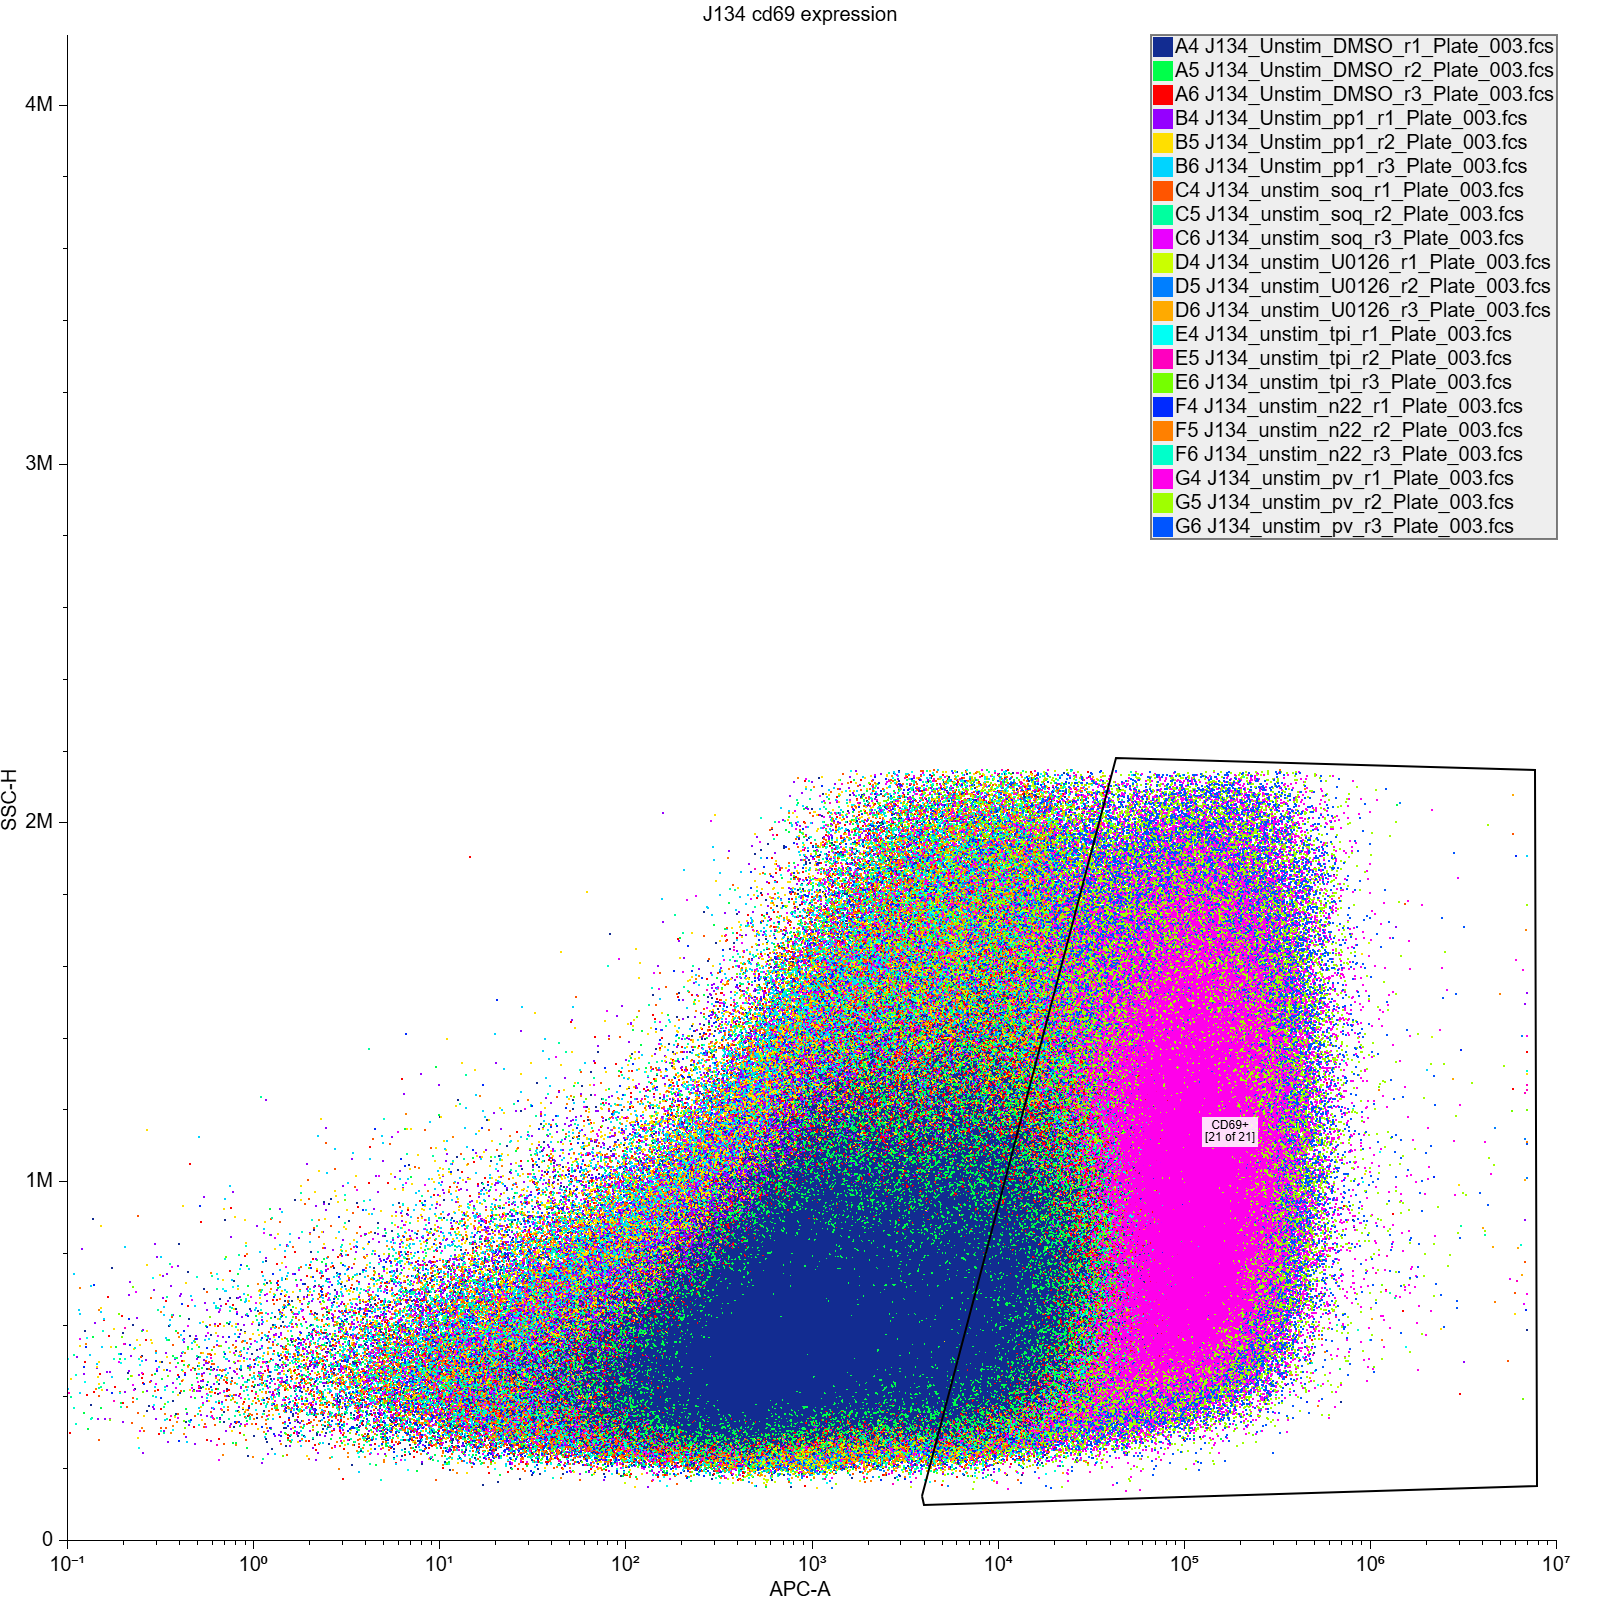 J134 cd69 expression
A4 J134_Unstim_DMSO_r1_Plate_003.fcs
A5 J134_Unstim_DMSO_r2_Plate_003.fcs
A6 J134_Unstim_DMSO_r3_Plate_003.fcs
B4 J134_Unstim_pp1_r1_Plate_003.fcs
B5 J134_Unstim_pp1_r2_Plate_003.fcs
B6 J134_Unstim_pp1_r3_Plate_003.fcs
C4 J134_unstim_soq_r1_Plate_003.fcs
C5 J134_unstim_soq_r2_Plate_003.fcs
C6 J134_unstim_soq_r3_Plate_003.fcs
D4 J134_unstim_U0126_r1_Plate_003.fcs
D5 J134_unstim_U0126_r2_Plate_003.fcs
D6 J134_unstim_U0126_r3_Plate_003.fcs
E4 J134_unstim_tpi_r1_Plate_003.fcs
E5 J134_unstim_tpi_r2_Plate_003.fcs
E6 J134_unstim_tpi_r3_Plate_003.fcs
F4 J134_unstim_n22_r1_Plate_003.fcs
F5 J134_unstim_n22_r2_Plate_003.fcs
F6 J134_unstim_n22_r3_Plate_003.fcs
G4 J134_unstim_pv_r1_Plate_003.fcs
G5 J134_unstim_pv_r2_Plate_003.fcs
G6 J134_unstim_pv_r3_Plate_003.fcs
4M
3M
2M
1M
0
SSC-H
CD69+
[21 of 21]
10⁻¹ 10⁰ 10¹ 10² 10³ 10⁴ 10⁵ 10⁶ 10⁷
APC-A